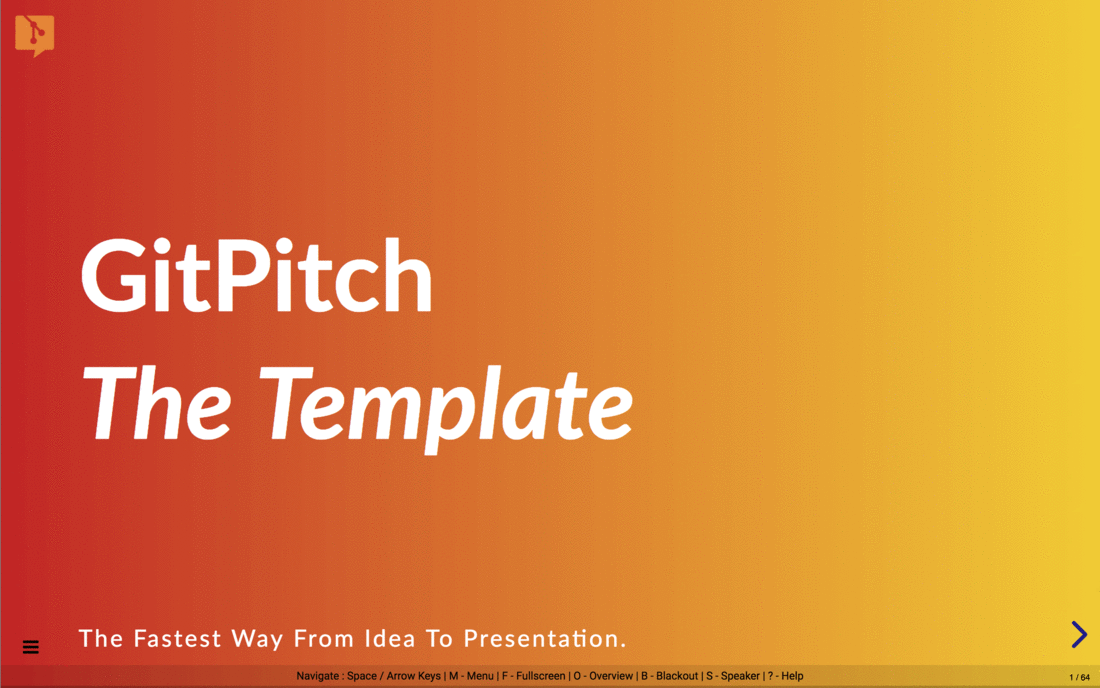 GitPitch
The Template
The Fastest Way From Idea To Presentation.
Navigate : Space / Arrow Keys | M - Menu | F - Fullscreen | O - Overview | B - Blackout | S - Speaker | ? - Help
1 / 64